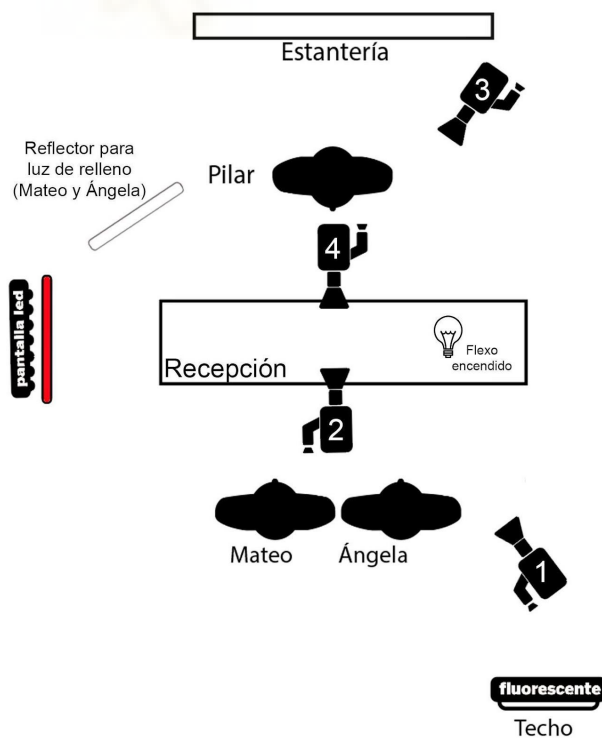 Estantería
3
Reflector para
luz de relleno
(Mateo y Ángela)
Pilar
4
pantalla led
Recepción
Flexo
encendido
2
Mateo
Ángela
1
fluorescente
Techo